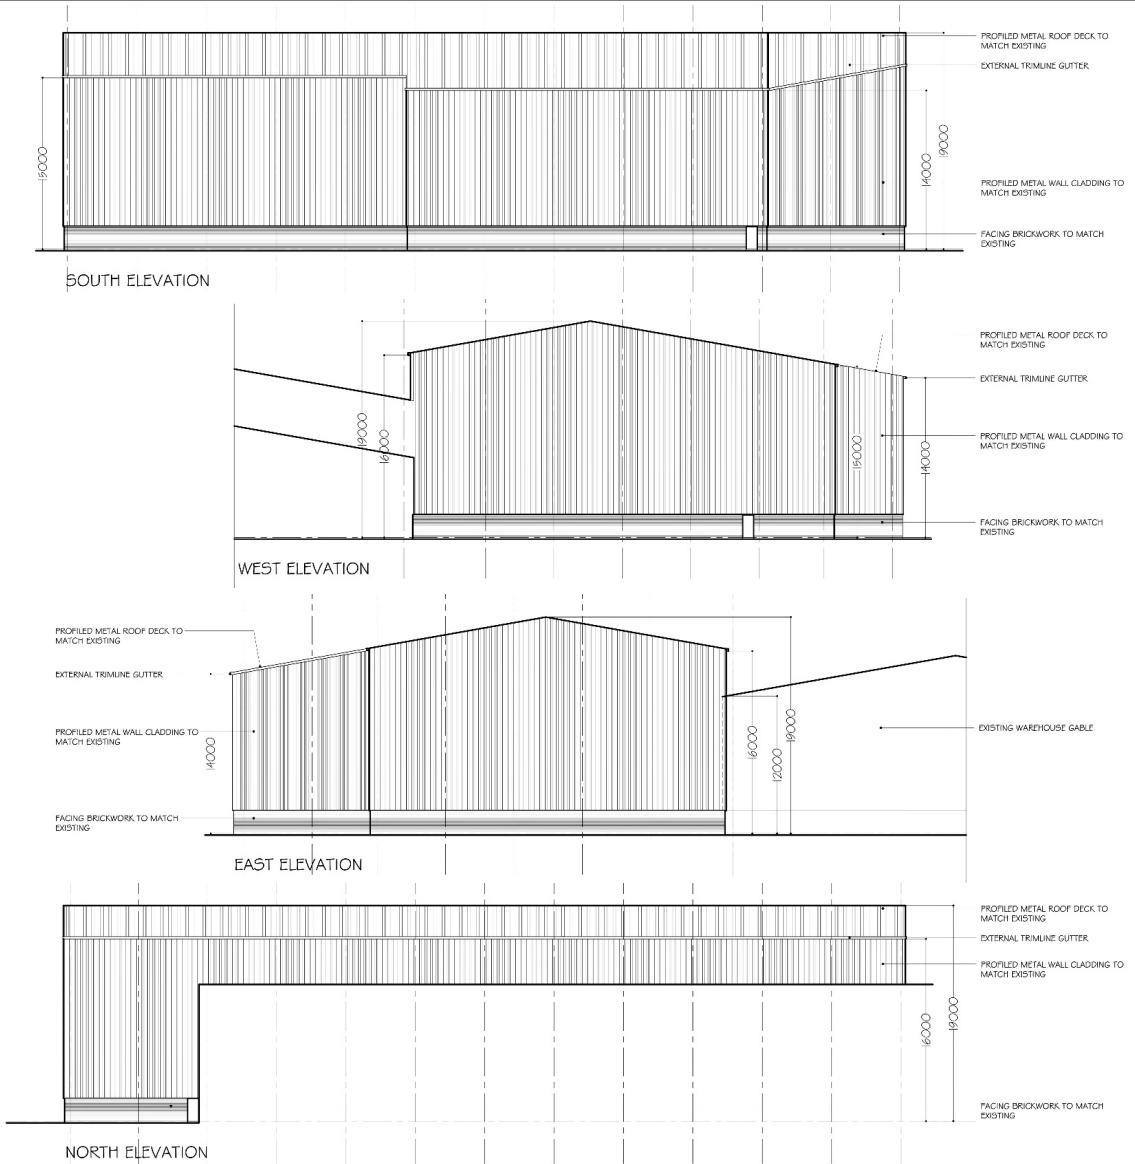 PROFILED METAL ROOF DECK TO
MATCH EXISTING
EXTERNAL TRIMLINE GUTTER
15000
14000
19000
PROFILED METAL WALL CLADDING TO
MATCH EXISTING
FACING BRICKWORK TO MATCH
EXISTING
SOUTH ELEVATION
PROFILED METAL ROOF DECK TO
MATCH EXISTING
EXTERNAL TRIMLINE GUTTER
19000
16000
15000
14000
PROFILED METAL WALL CLADDING TO
MATCH EXISTING
FACING BRICKWORK TO MATCH
EXISTING
WEST ELEVATION
PROFILED METAL ROOF DECK TO
MATCH EXISTING
EXTERNAL TRIMLINE GUTTER
PROFILED METAL WALL CLADDING TO
MATCH EXISTING
14000
16000
12000
19000
EXISTING WAREHOUSE GABLE
FACING BRICKWORK TO MATCH
EXISTING
EAST ELEVATION
PROFILED METAL ROOF DECK TO
MATCH EXISTING
EXTERNAL TRIMLINE GUTTER
PROFILED METAL WALL CLADDING TO
MATCH EXISTING
16000
19000
FACING BRICKWORK TO MATCH
EXISTING
NORTH ELEVATION